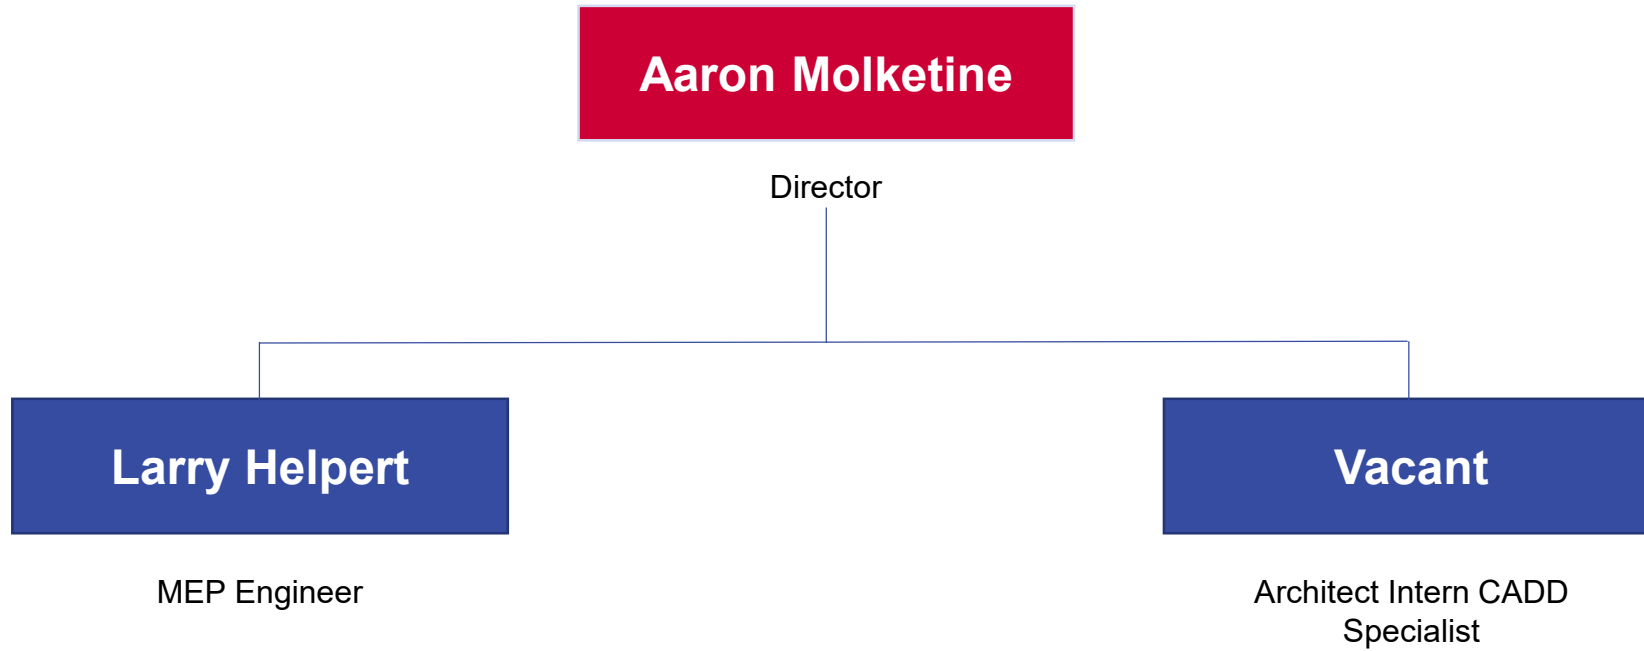 Aaron Molketine
Director
Larry Helpert
Vacant
MEP Engineer
Architect Intern CADD
Specialist